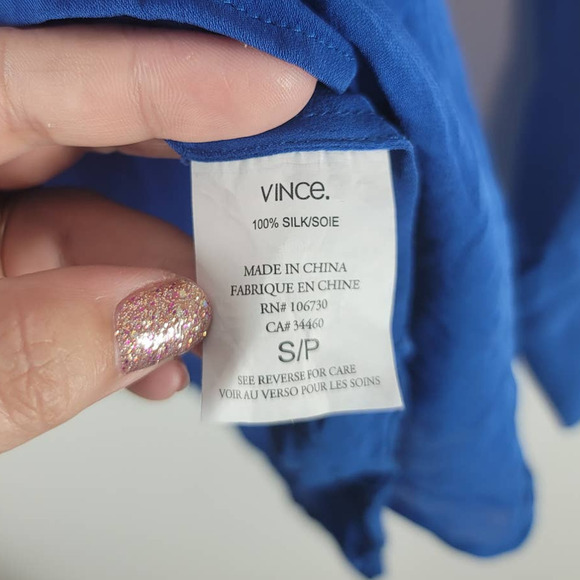 VINCE.
100% SILK/SOIE
MADE IN CHINA
FABRIQUE EN CHINE
RN# 106730
CA# 34460
S/P
SEE REVERSE FOR CARE
VOIR AU VERSO POUR LES SOINS